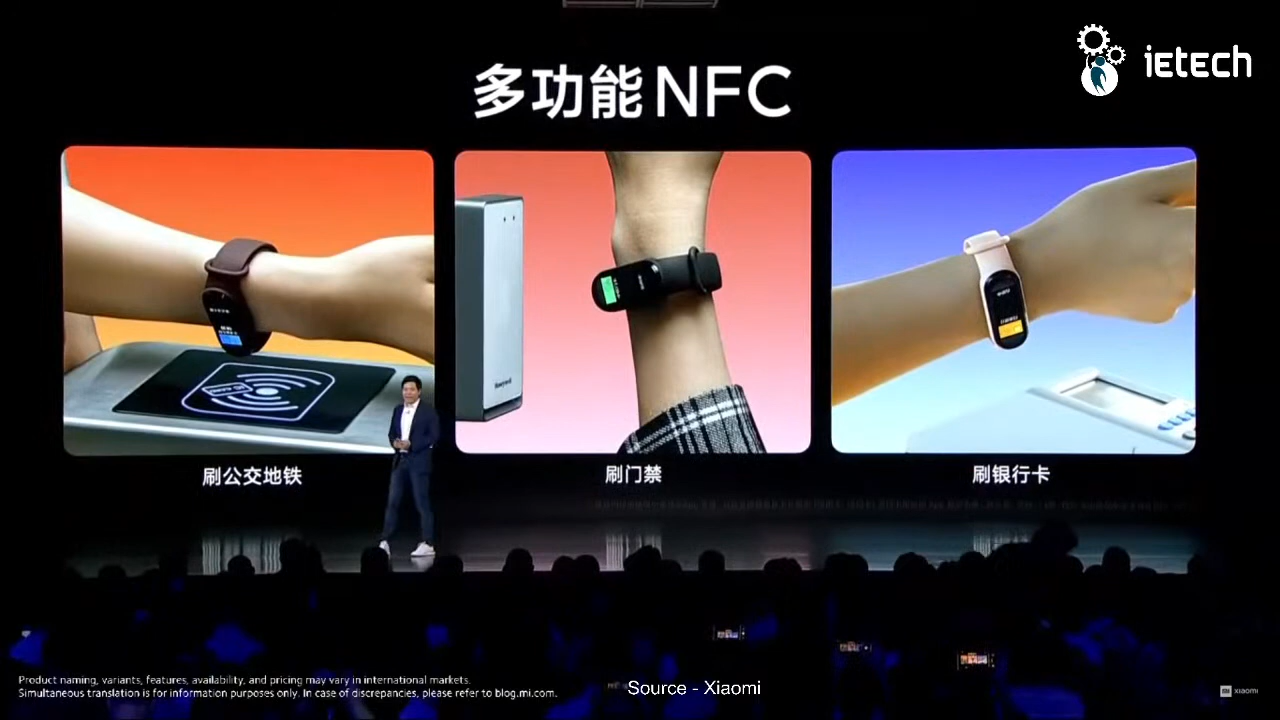 ietech
多功能NFC
Honeywell
刷公交地铁
刷门禁
刷银行卡
Product naming, variants, features, availability, and pricing may vary in international markets.
Simultaneous translation is for information purposes only. In case of discrepancies, please refer to blog.mi.com.
Source - Xiaomi
mi xiaomi